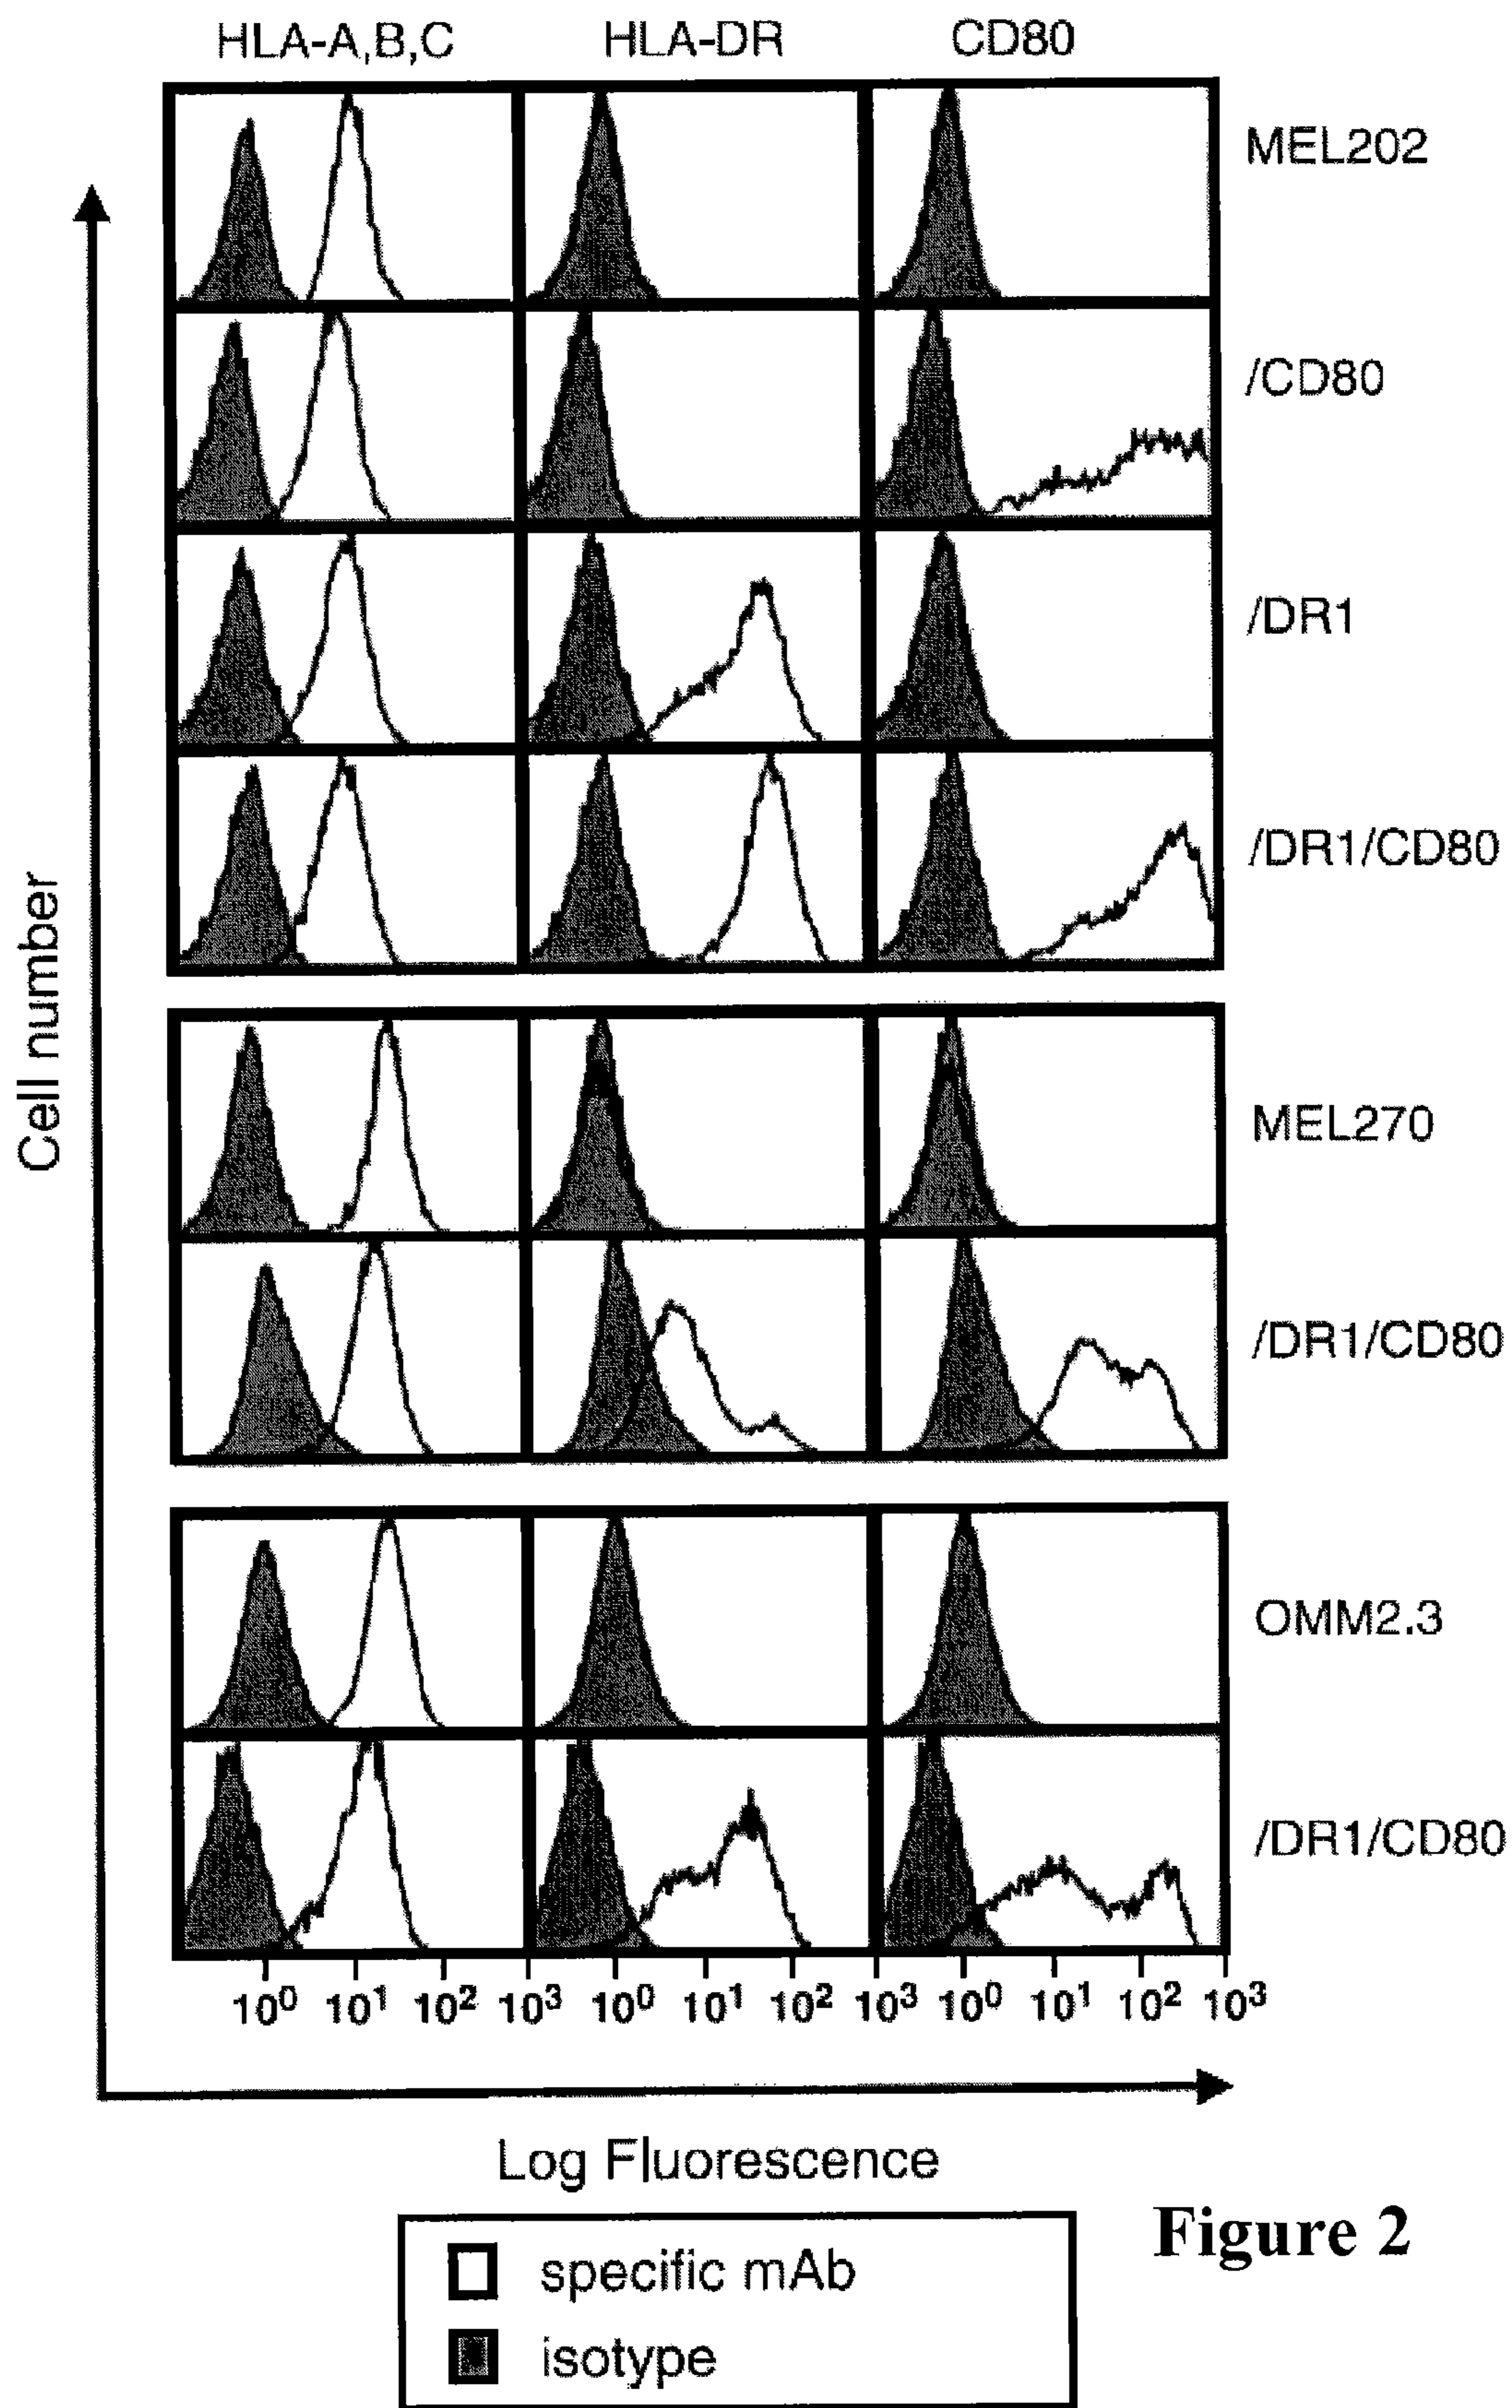 HLA-A,B,C HLA-DR CD80
MEL202
/CD80
/DR1
/DR1/CD80
Cell number
MEL270
/DR1/CD80
OMM2.3
/DR1/CD80
10⁰ 10¹ 10² 10³ 10⁰ 10¹ 10² 10³ 10⁰ 10¹ 10² 10³
Log Fluorescence
Figure 2
specific mAb
isotype